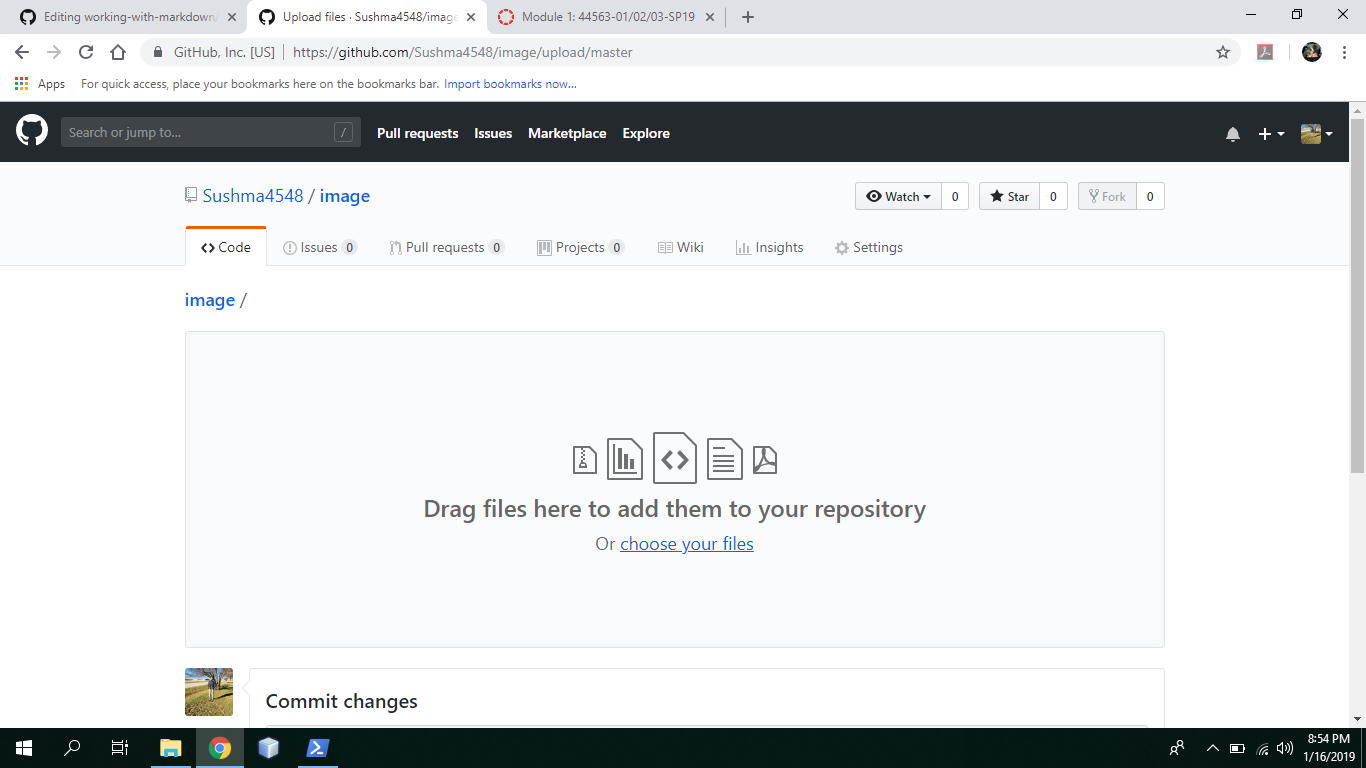 Editing working-with-markdown/
Upload files · Sushma4548/image
Module 1: 44563-01/02/03-SP19
GitHub, Inc. [US] https://github.com/Sushma4548/image/upload/master
Apps For quick access, place your bookmarks here on the bookmarks bar. Import bookmarks now...
Search or jump to... / Pull requests Issues Marketplace Explore
Sushma4548 / image Watch 0 Star 0 Fork 0
Code Issues 0 Pull requests 0 Projects 0 Wiki Insights Settings
image /
Drag files here to add them to your repository
Or choose your files
Commit changes
8:54 PM
1/16/2019